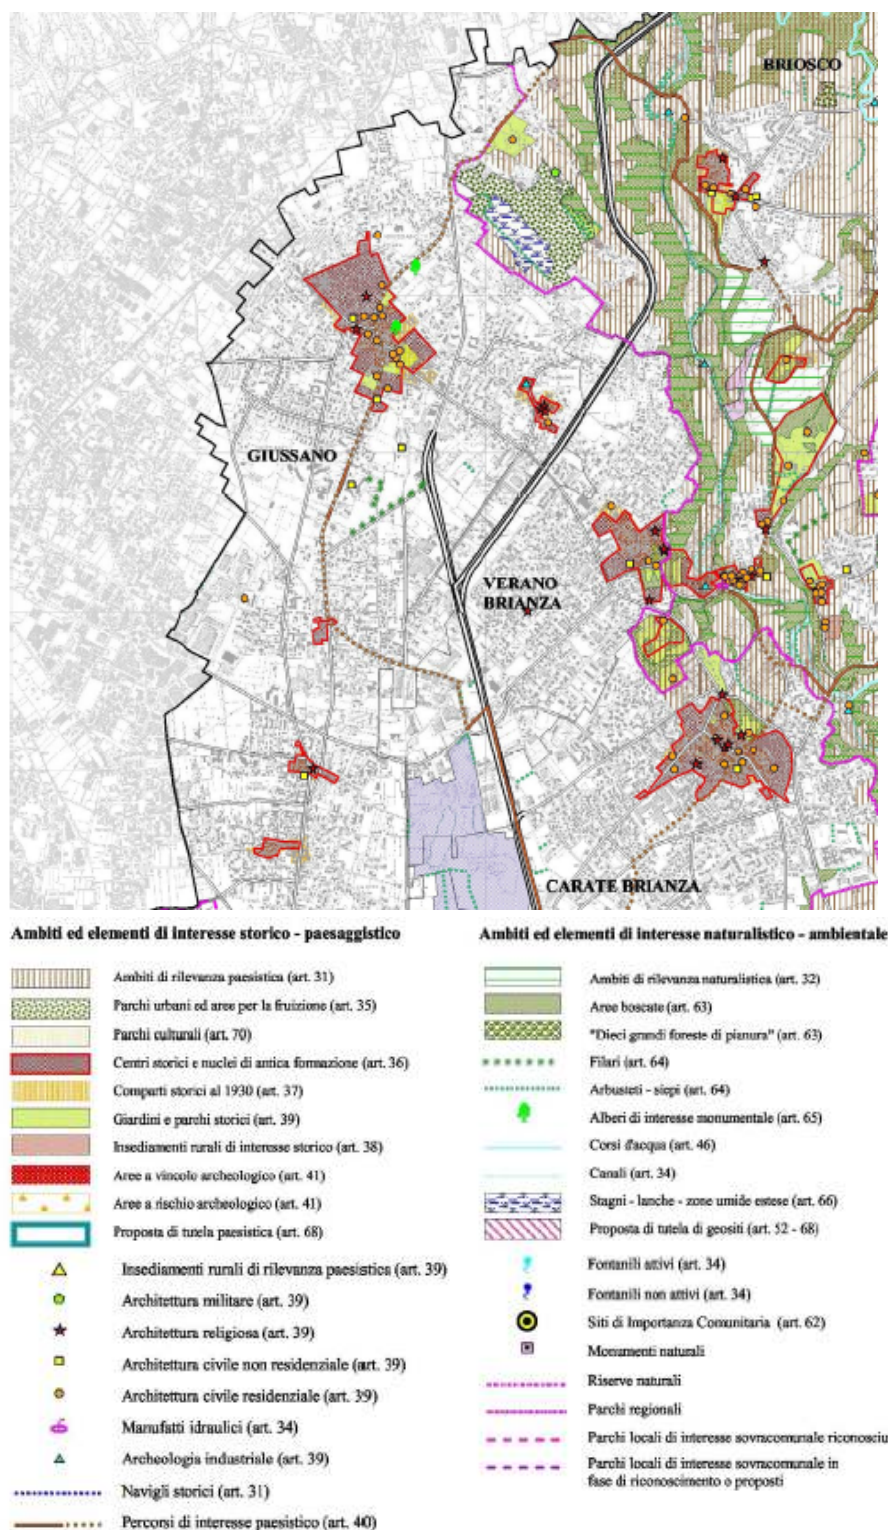 BRIOSCO
GIUSSANO
VERANO
BRIANZA
CARATE BRIANZA
Ambiti ed elementi di interesse storico - paesaggistico
Ambiti di rilevanza paesistica (art. 31)
Parchi urbani ed aree per la fruizione (art. 35)
Parchi culturali (art. 70)
Centri storici e nuclei di antica formazione (art. 36)
Comparti storici al 1930 (art. 37)
Giardini e parchi storici (art. 39)
Insediamenti rurali di interesse storico (art. 38)
Aree a vincolo archeologico (art. 41)
Aree a rischio archeologico (art. 41)
Proposta di tutela paesistica (art. 68)
Insediamenti rurali di rilevanza paesistica (art. 39)
Architettura militare (art. 39)
Architettura religiosa (art. 39)
Architettura civile non residenziale (art. 39)
Architettura civile residenziale (art. 39)
Manufatti idraulici (art. 34)
Archeologia industriale (art. 39)
Navigli storici (art. 31)
Percorsi di interesse paesistico (art. 40)
Ambiti ed elementi di interesse naturalistico - ambientale
Ambiti di rilevanza naturalistica (art. 32)
Aree boscate (art. 63)
"Dieci grandi foreste di pianura" (art. 63)
Filari (art. 64)
Arbusteti - siepi (art. 64)
Alberi di interesse monumentale (art. 65)
Corsi d'acqua (art. 46)
Canali (art. 34)
Stagni - lanche - zone umide estese (art. 66)
Proposta di tutela di geositi (art. 52 - 68)
Fontanili attivi (art. 34)
Fontanili non attivi (art. 34)
Siti di Importanza Comunitaria (art. 62)
Monumenti naturali
Riserve naturali
Parchi regionali
Parchi locali di interesse sovracomunale riconosciu
Parchi locali di interesse sovracomunale in
fase di riconoscimento o proposti